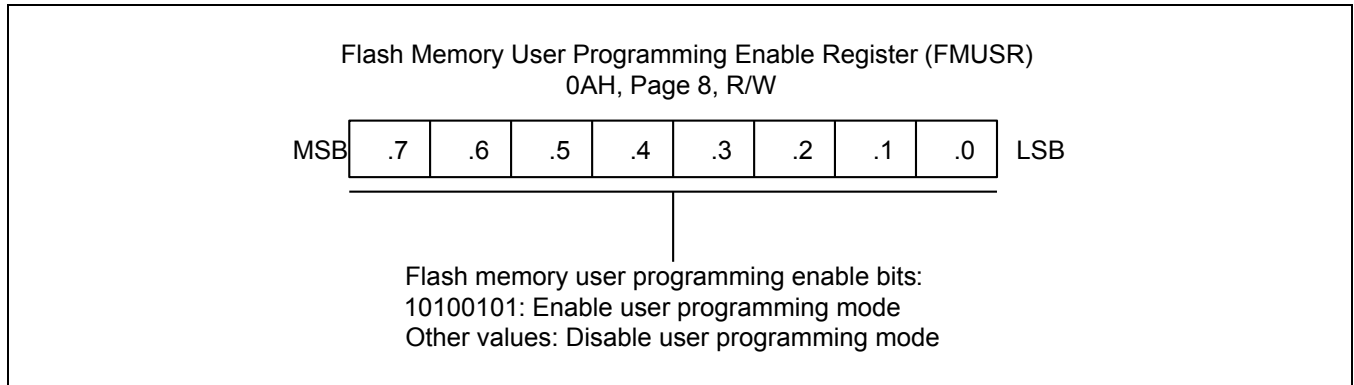 Flash Memory User Programming Enable Register (FMUSR)
0AH, Page 8, R/W
MSB .7 .6 .5 .4 .3 .2 .1 .0 LSB
Flash memory user programming enable bits:
10100101: Enable user programming mode
Other values: Disable user programming mode